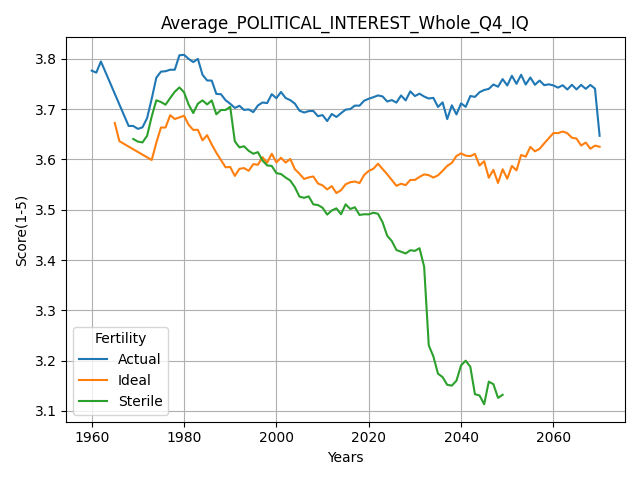 Average_POLITICAL_INTEREST_Whole_Q4_IQ
Score(1-5)
3.8
3.7
3.6
3.5
3.4
3.3
3.2
3.1
Fertility
Actual
Ideal
Sterile
1960 1980 2000 2020 2040 2060
Years